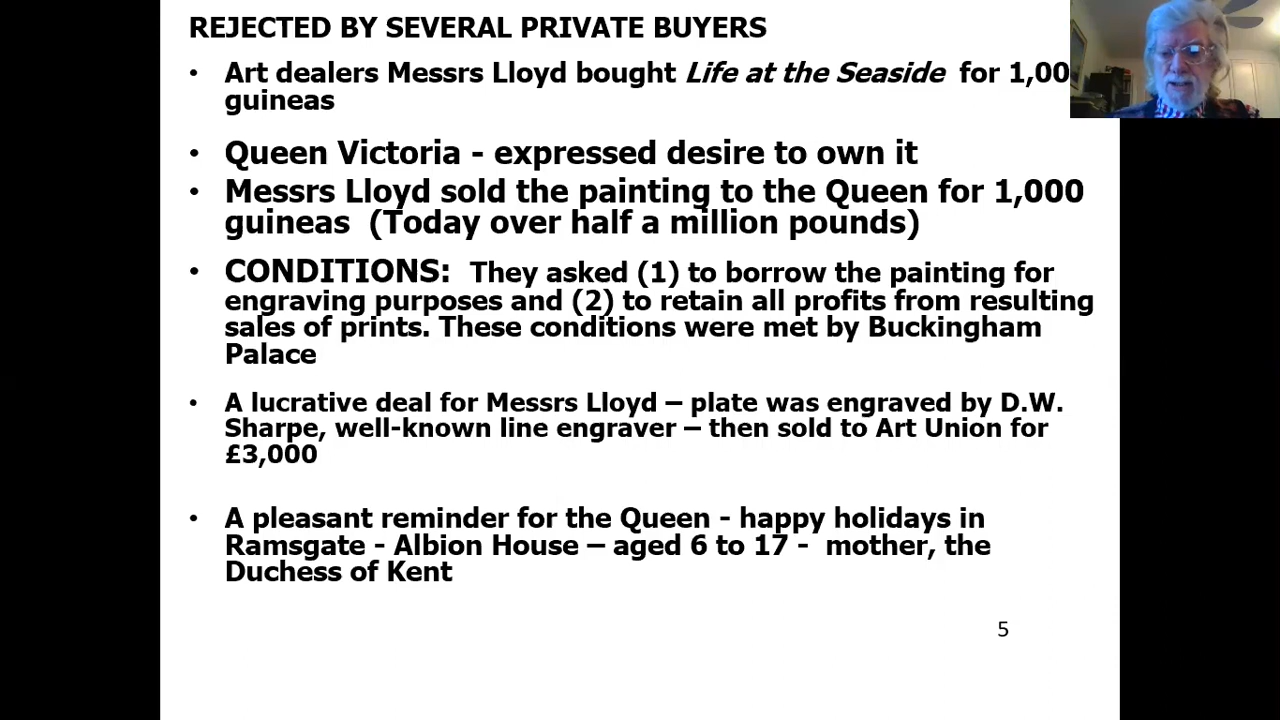 REJECTED BY SEVERAL PRIVATE BUYERS
• Art dealers Messrs Lloyd bought Life at the Seaside for 1,00
guineas
• Queen Victoria - expressed desire to own it
• Messrs Lloyd sold the painting to the Queen for 1,000
guineas (Today over half a million pounds)
• CONDITIONS: They asked (1) to borrow the painting for
engraving purposes and (2) to retain all profits from resulting
sales of prints. These conditions were met by Buckingham
Palace
• A lucrative deal for Messrs Lloyd – plate was engraved by D.W.
Sharpe, well-known line engraver – then sold to Art Union for
£3,000
• A pleasant reminder for the Queen - happy holidays in
Ramsgate - Albion House – aged 6 to 17 - mother, the
Duchess of Kent
5